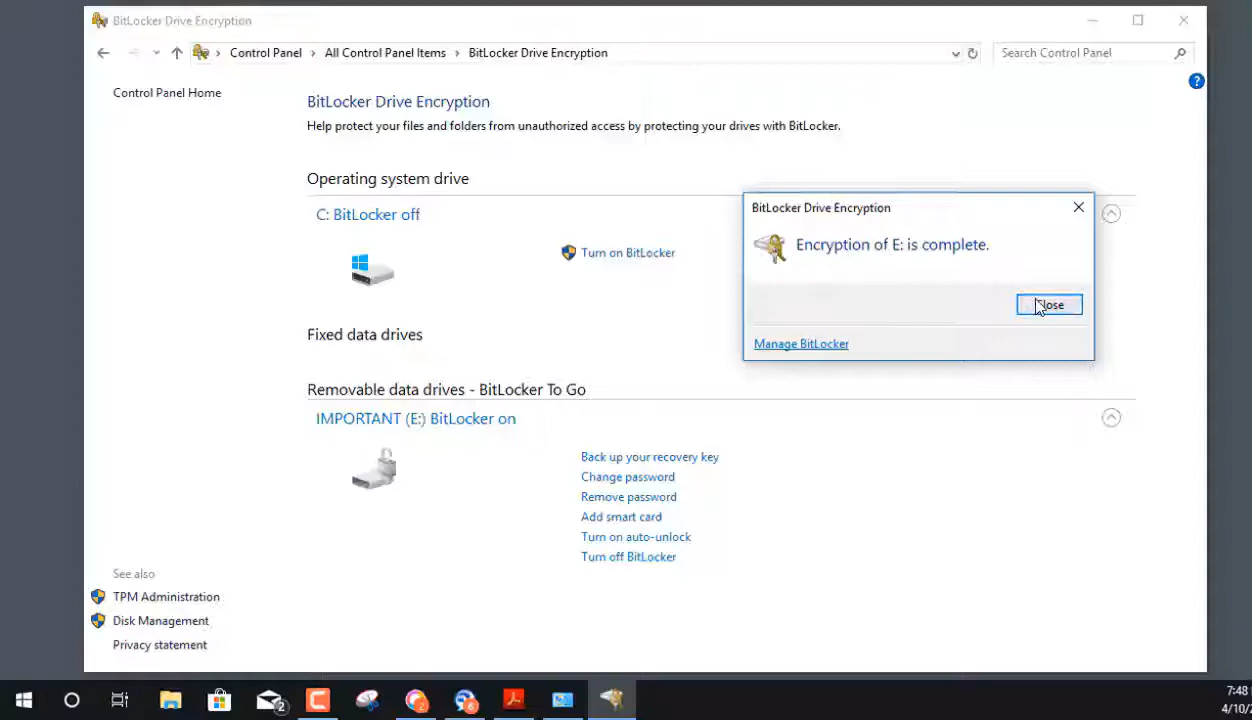 BitLocker Drive Encryption
Control Panel > All Control Panel Items > BitLocker Drive Encryption
Search Control Panel
?
Control Panel Home
BitLocker Drive Encryption
Help protect your files and folders from unauthorized access by protecting your drives with BitLocker.
Operating system drive
C: BitLocker off
Turn on BitLocker
BitLocker Drive Encryption
Encryption of E: is complete.
Close
Manage BitLocker
Fixed data drives
Removable data drives - BitLocker To Go
IMPORTANT (E:) BitLocker on
Back up your recovery key
Change password
Remove password
Add smart card
Turn on auto-unlock
Turn off BitLocker
See also
TPM Administration
Disk Management
Privacy statement
2
2
6
7:48
4/10/